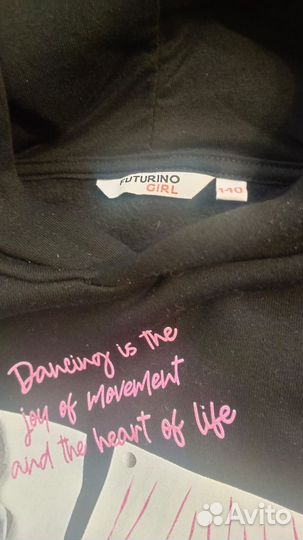 FUTURINO
GIRL
140
Dancing is the
joy of movement
and the heart of life
Avito